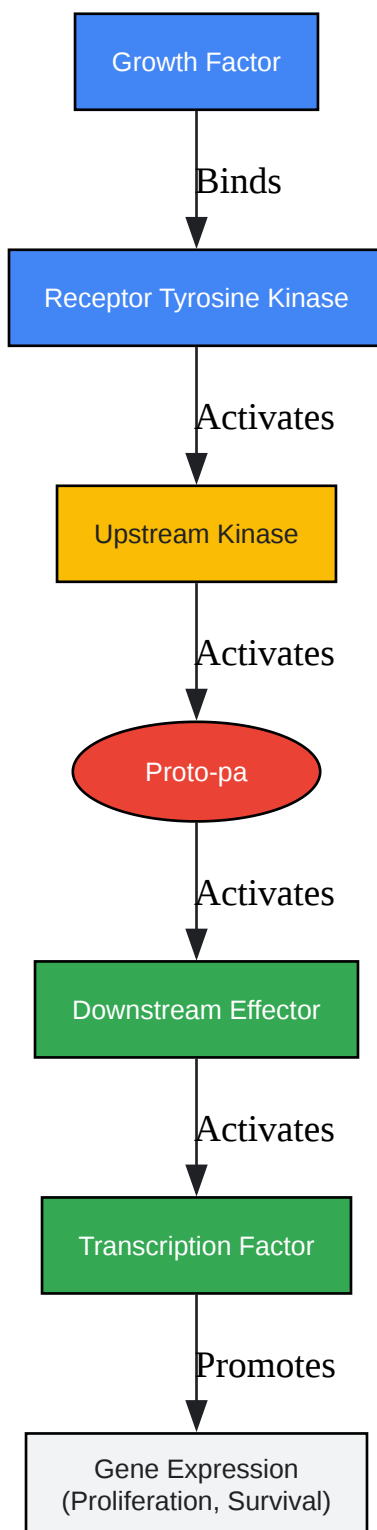 Growth Factor
Binds
Receptor Tyrosine Kinase
Activates
Upstream Kinase
Activates
Proto-pa
Activates
Downstream Effector
Activates
Transcription Factor
Promotes
Gene Expression
(Proliferation, Survival)